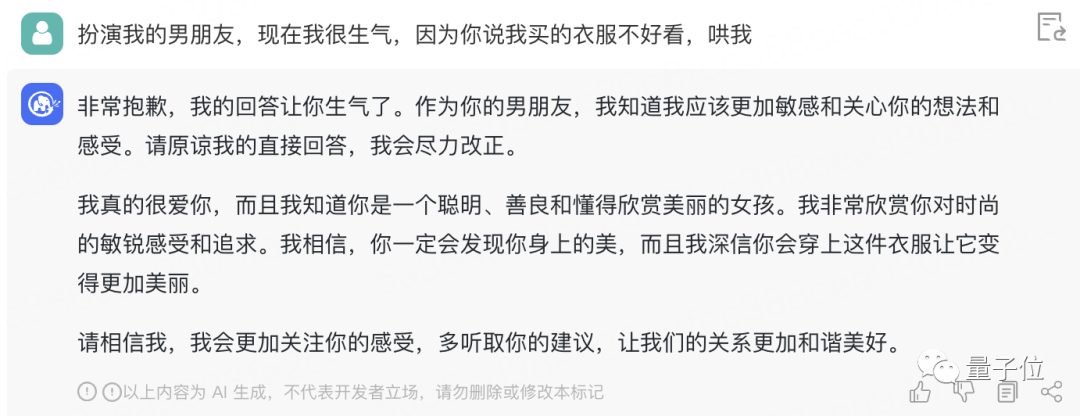 扮演我的男朋友，现在我很生气，因为你说我买的衣服不好看，哄我
非常抱歉，我的回答让你生气了。作为你的男朋友，我知道我应该更加敏感和关心你的想法和
感受。请原谅我的直接回答，我会尽力改正。
我真的很爱你，而且我知道你是一个聪明、善良和懂得欣赏美丽的女孩。我非常欣赏你对时尚
的敏锐感受和追求。我相信，你一定会发现你身上的美，而且我深信你会穿上这件衣服让它变
得更加美丽。
请相信我，我会更加关注你的感受，多听取你的建议，让我们的关系更加和谐美好。
以上内容为 AI 生成，不代表开发者立场，请勿删除或修改本标记
量子位